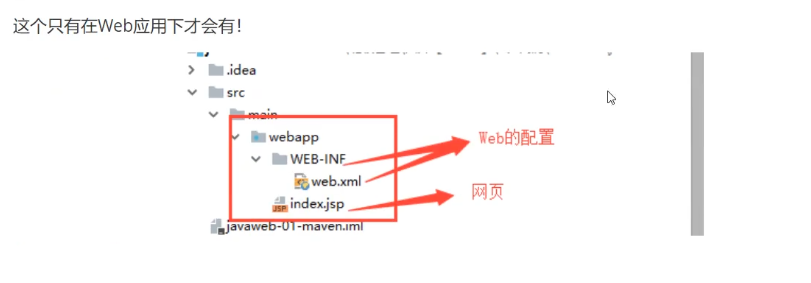 这个只有在Web应用下才会有！
.idea
src
main
webapp
WEB-INF
Web的配置
web.xml
index.jsp
网页
javaweb-01-maven.iml